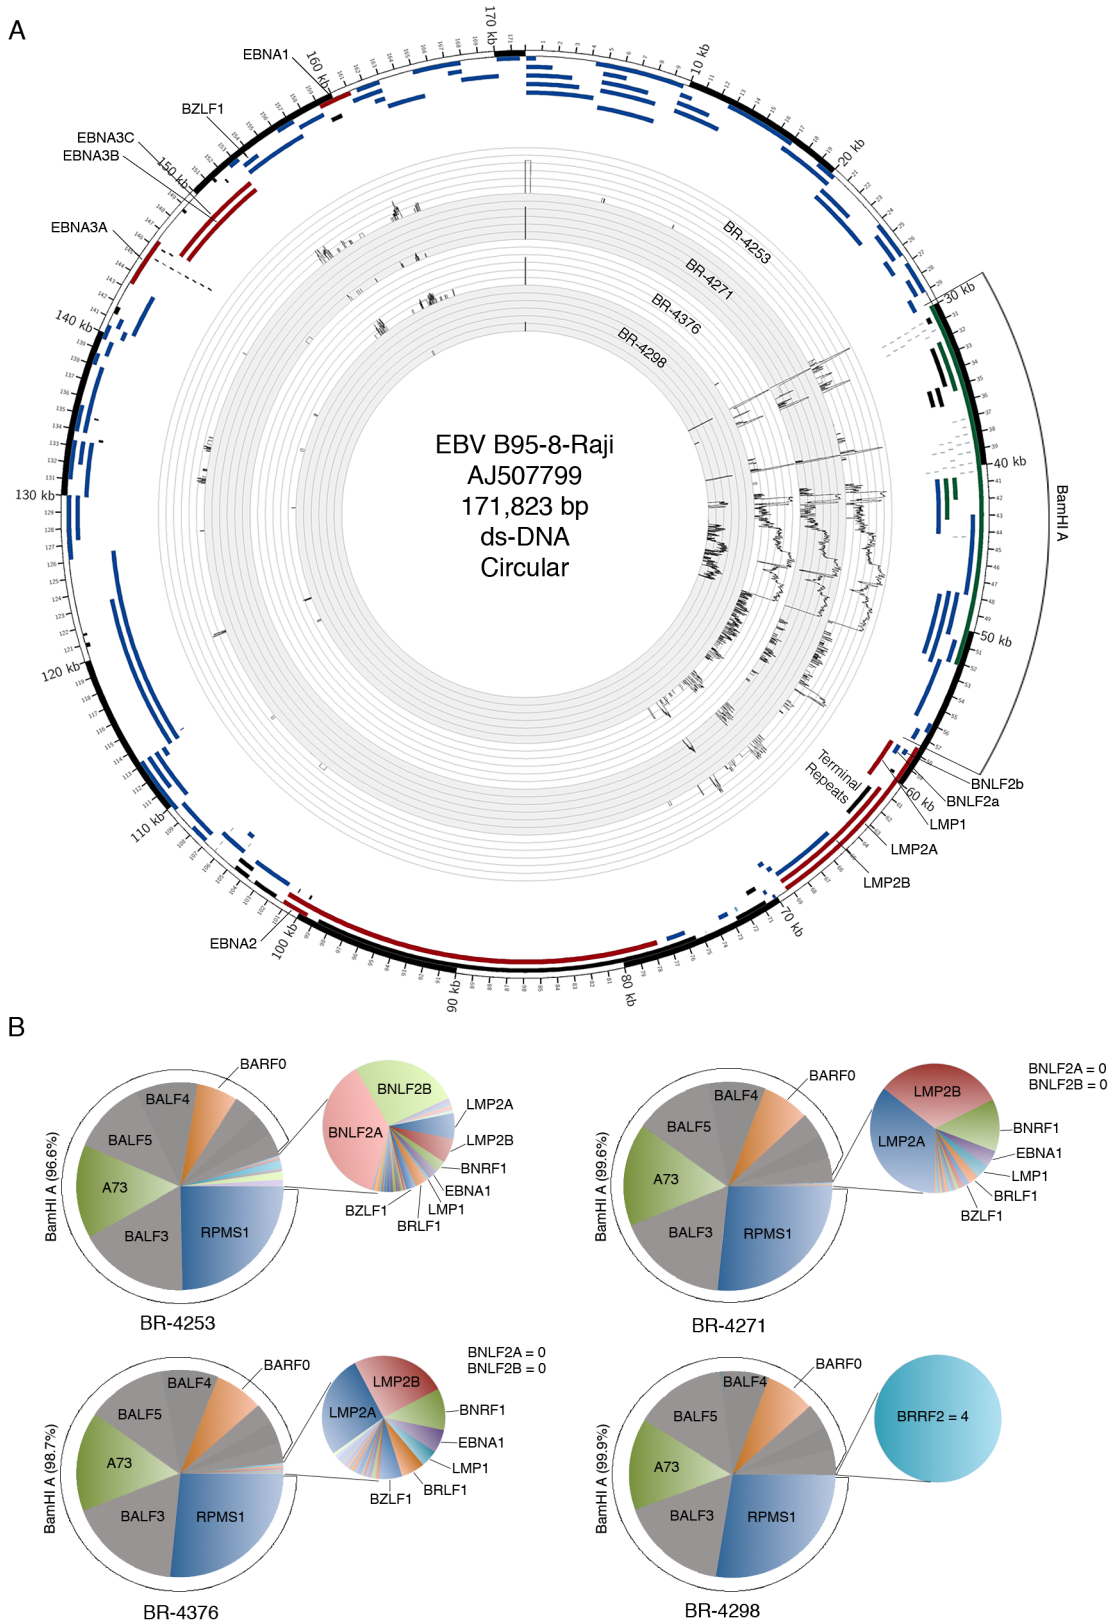 A
EBNA1
BZLF1
EBNA3C
EBNA3B
EBNA3A
170 kb
10 kb
20 kb
30 kb
40 kb
50 kb
60 kb
70 kb
80 kb
90 kb
100 kb
110 kb
120 kb
130 kb
140 kb
150 kb
160 kb
BR-4253
BR-4271
BR-4376
BR-4298
EBV B95-8-Raji
AJ507799
171,823 bp
ds-DNA
Circular
BamHI A
Terminal
Repeats
BNLF2b
BNLF2a
LMP1
LMP2A
LMP2B
EBNA2
B
BamHI A (96.6%)
BALF4
BARF0
BALF5
A73
BALF3
RPMS1
BNLF2B
BNLF2A
LMP2A
LMP2B
BNRF1
EBNA1
LMP1
BRLF1
BZLF1
BR-4253
BamHI A (99.6%)
BARF0
BALF5
A73
BALF3
RPMS1
LMP2B
LMP2A
BNLF2A = 0
BNLF2B = 0
BNRF1
EBNA1
LMP1
BRLF1
BZLF1
BR-4271
BamHI A (98.7%)
BALF4
BARF0
BALF5
A73
BALF3
RPMS1
LMP2B
LMP2A
BNLF2A = 0
BNLF2B = 0
BNRF1
EBNA1
LMP1
BRLF1
BZLF1
BR-4376
BamHI A (99.9%)
BALF4
BARF0
BALF5
A73
BALF3
RPMS1
BRRF2 = 4
BR-4298